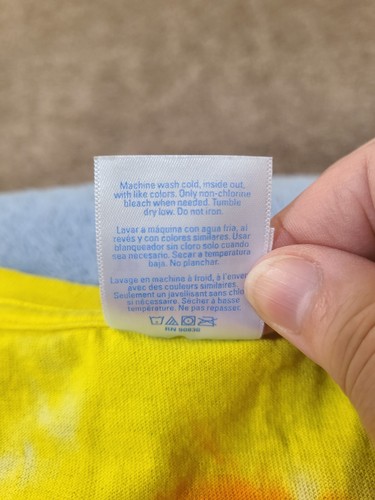 Machine wash cold, inside out,
with like colors. Only non-chlorine
bleach when needed. Tumble
dry low. Do not iron.
Lavar a máquina con agua fria, al
revés y con colores similares. Usar
blanqueador sin cloro solo cuando
sea necesario. Secar a temperatura
baja. No planchar.
Lavage en machine à froid, à l'envers
avec des couleurs similaires.
Seulement un javellisant sans
si nécessaire. Sécher à basse
température. Ne pas repasser.
RN